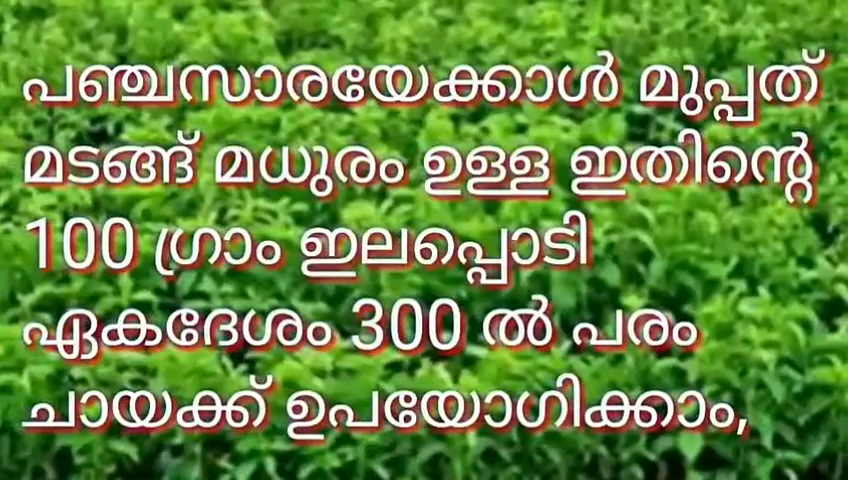 പഞ്ചസാരയേക്കാൾ മുപ്പത്
മടങ്ങ് മധുരം ഉള്ള ഇതിന്റെ
100 ഗ്രാം ഇലപ്പൊടി
ഏകദേശം 300 ൽ പരം
ചായക്ക് ഉപയോഗിക്കാം,